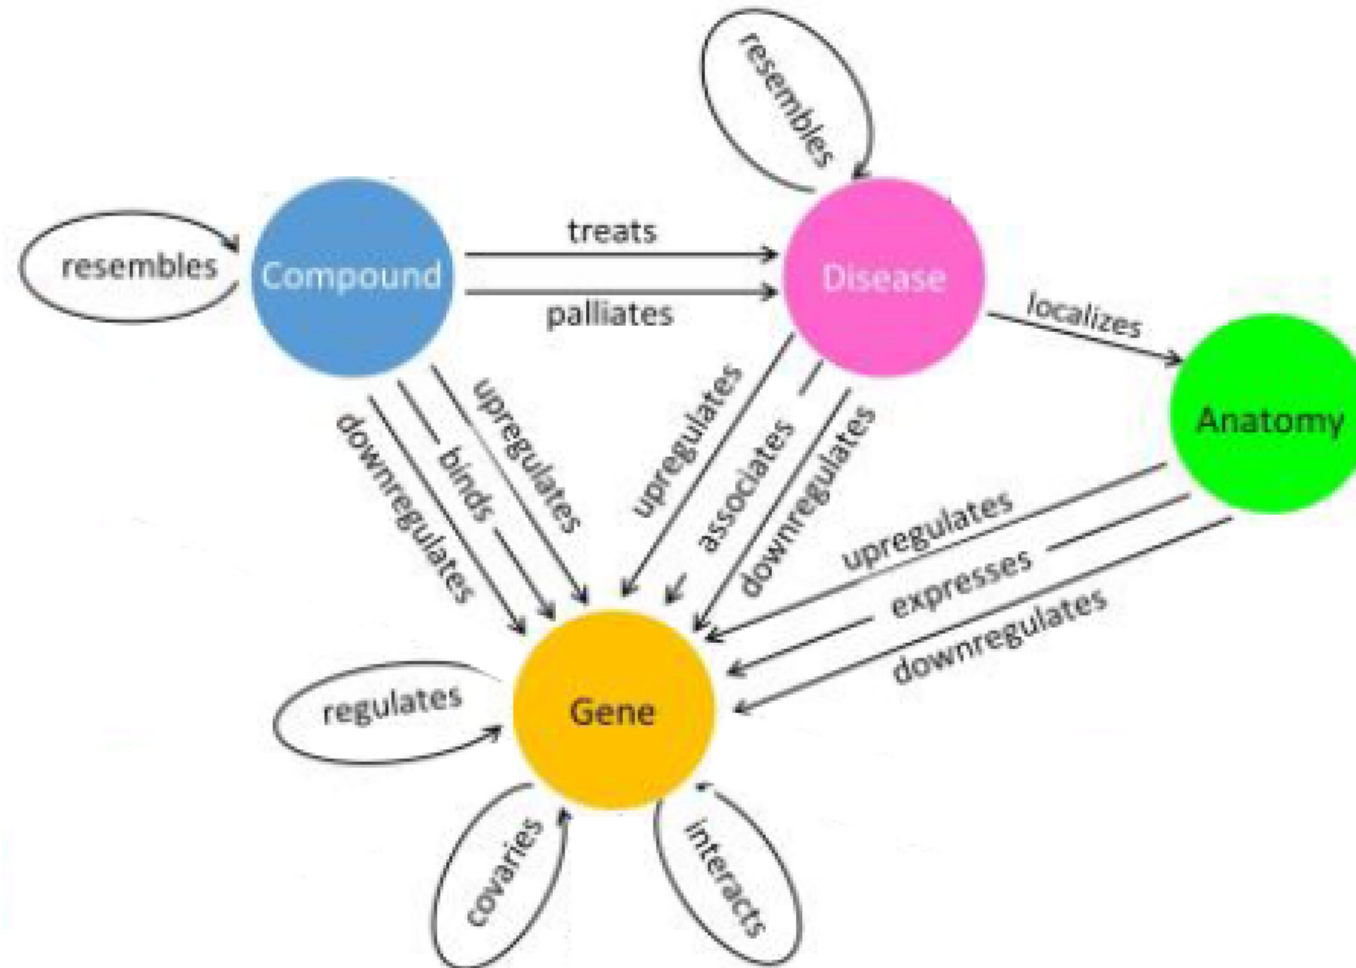 resembles
resembles
Compound
treats
palliates
Disease
localizes
Anatomy
downregulates
binds
upregulates
upregulates
associates
downregulates
upregulates
expresses
downregulates
Gene
regulates
covaries
interacts